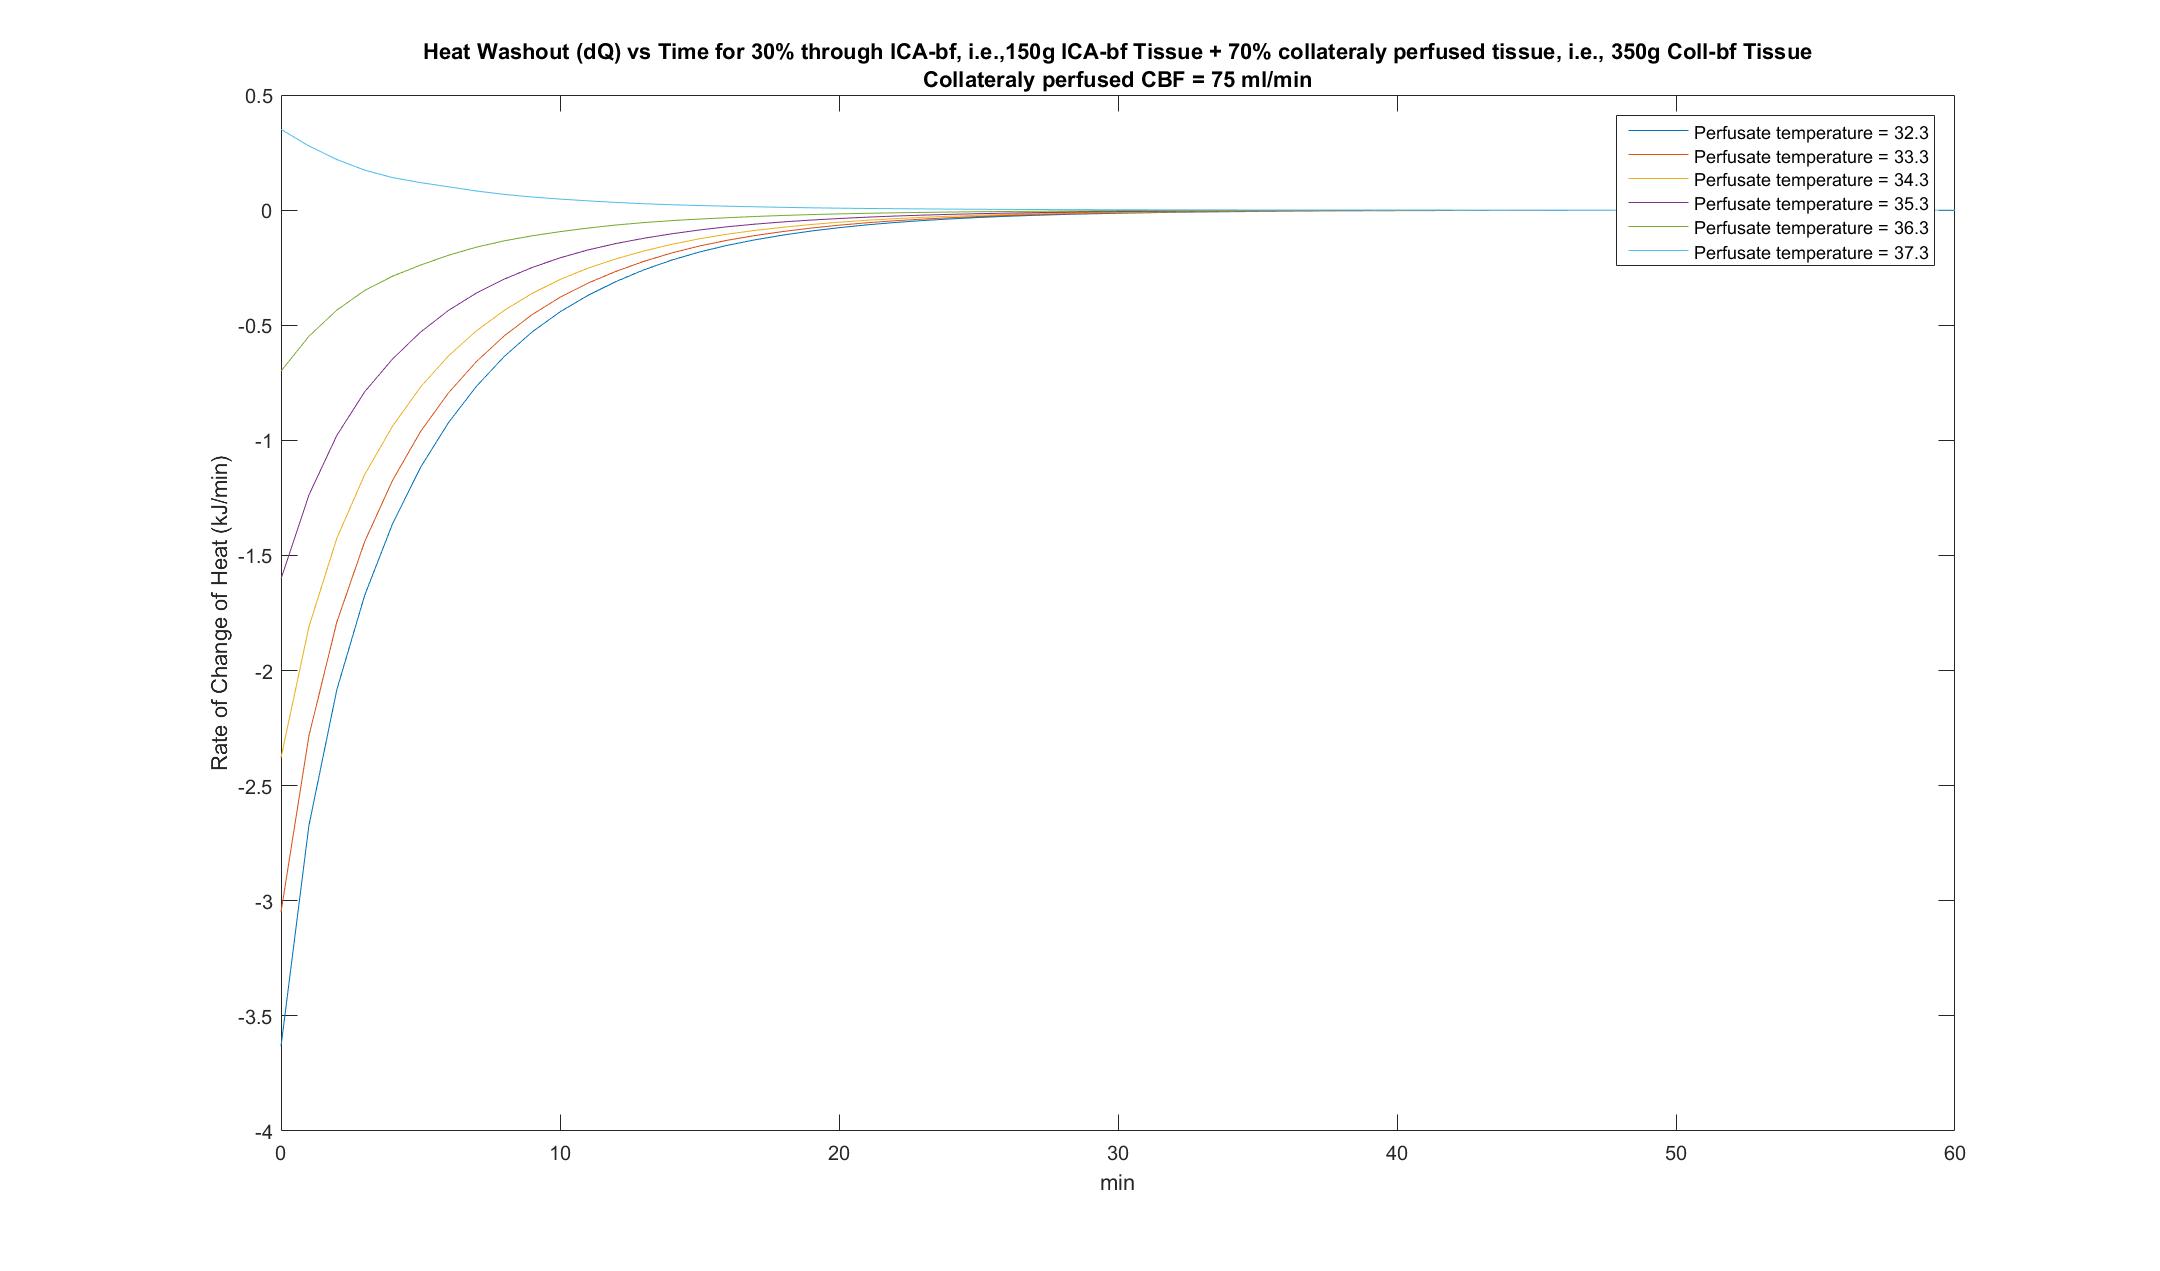 Heat Washout (dQ) vs Time for 30% through ICA-bf, i.e.,150g ICA-bf Tissue + 70% collateraly perfused tissue, i.e., 350g Coll-bf Tissue
Collateraly perfused CBF = 75 ml/min
0.5
0
-0.5
-1
-1.5
-2
-2.5
-3
-3.5
-4
Rate of Change of Heat (kJ/min)
Perfusate temperature = 32.3
Perfusate temperature = 33.3
Perfusate temperature = 34.3
Perfusate temperature = 35.3
Perfusate temperature = 36.3
Perfusate temperature = 37.3
0 10 20 30 40 50 60
min